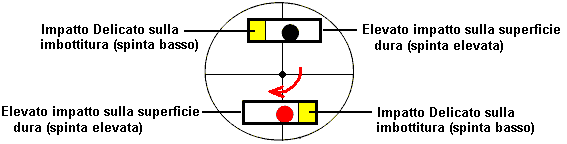 Impatto Delicato sulla
imbottitura (spinta basso)
Elevato impatto sulla superficie
dura (spinta elevata)
Elevato impatto sulla superficie
dura (spinta elevata)
Impatto Delicato sulla
imbottitura (spinta basso)